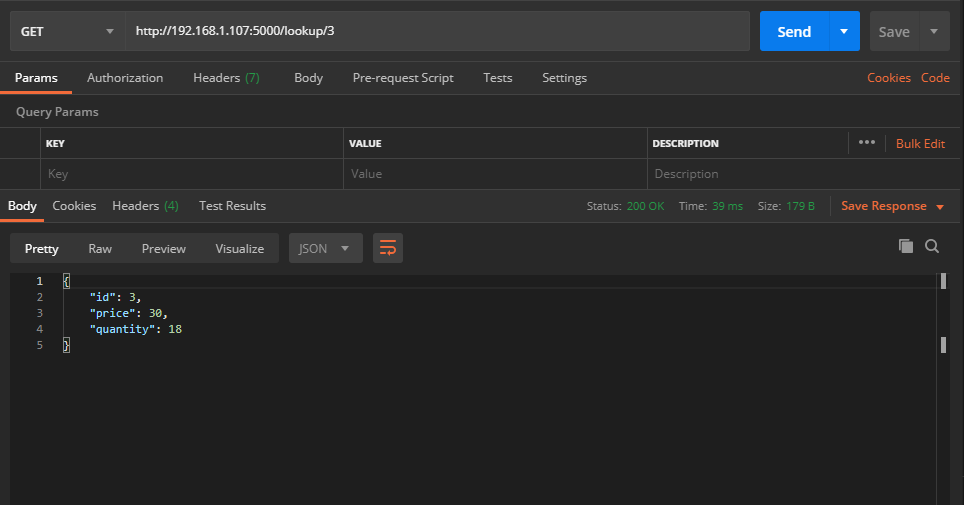 GET http://192.168.1.107:5000/lookup/3 Send Save
Params Authorization Headers (7) Body Pre-request Script Tests Settings Cookies Code
Query Params
KEY VALUE DESCRIPTION ••• Bulk Edit
Key Value Description
Body Cookies Headers (4) Test Results Status: 200 OK Time: 39 ms Size: 179 B Save Response
Pretty Raw Preview Visualize JSON
1 {
2 "id": 3,
3 "price": 30,
4 "quantity": 18
5 }